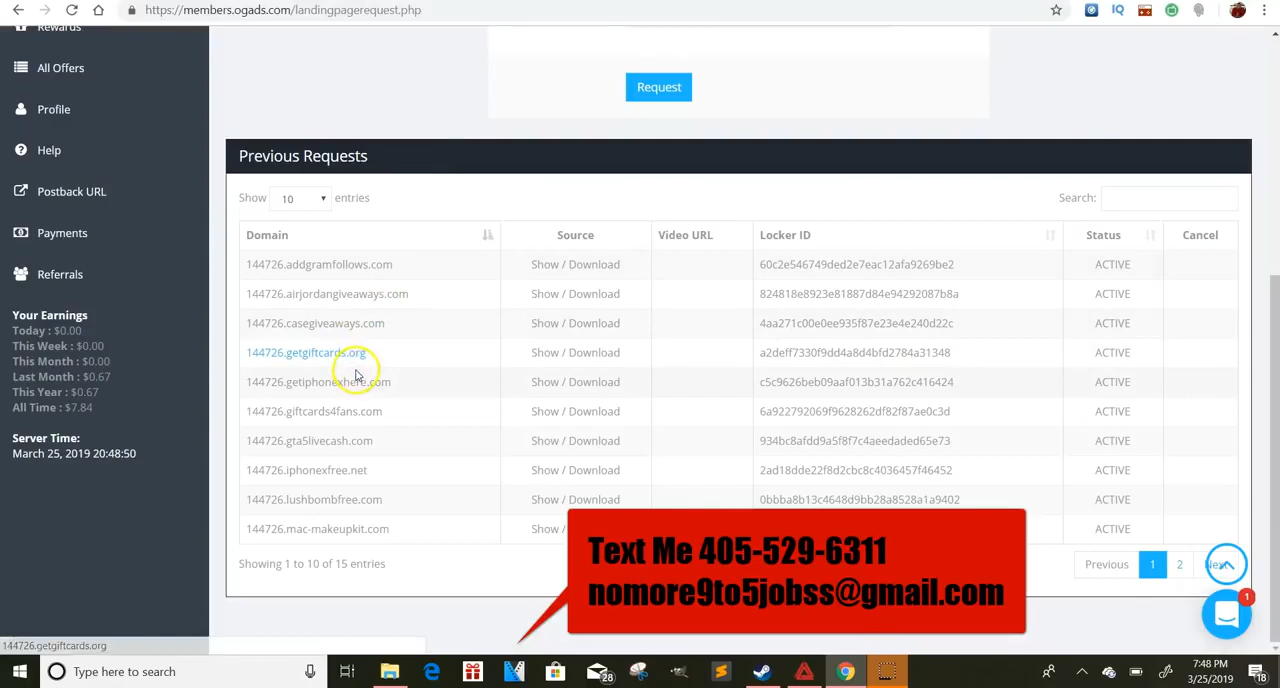 https://members.ogads.com/landingpagerequest.php
IQ
Rewards
All Offers
Profile
Help
Postback URL
Payments
Referrals
Your Earnings
Today : $0.00
This Week : $0.00
This Month : $0.00
Last Month : $0.67
This Year : $0.67
All Time : $7.84
Server Time:
March 25, 2019 20:48:50
Request
Previous Requests
Show 10 entries
Search:
Domain Source Video URL Locker ID Status Cancel
144726.addgramfollows.com Show / Download 60c2e546749ded2e7eac12afa9269be2 ACTIVE
144726.airjordangiveaways.com Show / Download 824818e8923e81887d84e94292087b8a ACTIVE
144726.casegiveaways.com Show / Download 4aa271c00e0ee935f87e23e4e240d22c ACTIVE
144726.getgiftcards.org Show / Download a2deff7330f9dd4a8d4bfd2784a31348 ACTIVE
144726.getiphonexhere.com Show / Download c5c9626beb09aaf013b31a762c416424 ACTIVE
144726.giftcards4fans.com Show / Download 6a922792069f9628262df82f87ae0c3d ACTIVE
144726.gta5livecash.com Show / Download 934bc8afdd9a5f8f7c4aeedaded65e73 ACTIVE
144726.iphonexfree.net Show / Download 2ad18dde22f8d2cbc8c4036457f46452 ACTIVE
144726.lushbombfree.com Show / Download 0bbba8b13c4648d9bb28a8528a1a9402 ACTIVE
144726.mac-makeupkit.com Show / ACTIVE
Showing 1 to 10 of 15 entries
Previous 1 2 Next
Text Me 405-529-6311
nomore9to5jobss@gmail.com
1
144726.getgiftcards.org
Type here to search
28
7:48 PM
3/25/2019
18